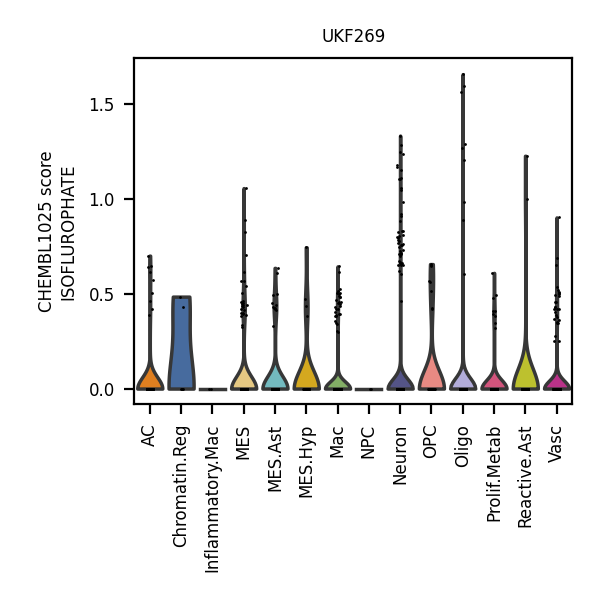 UKF269
CHEMBL1025 score
ISOFLUROPHATE
1.5
1.0
0.5
0.0
AC
Chromatin.Reg
Inflammatory.Mac
MES
MES.Ast
MES.Hyp
Mac
NPC
Neuron
OPC
Oligo
Prolif.Metab
Reactive.Ast
Vasc